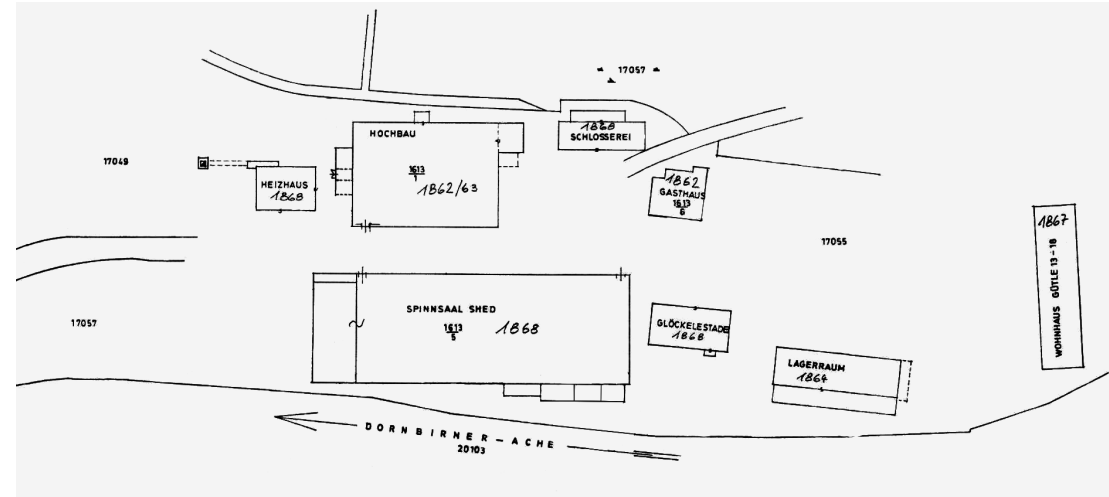 17057
1868
SCHLOSSEREI
HOCHBAU
1613
1
1862/63
17049
HEIZHAUS
1868
1862
GASTHAUS
1613
6
17055
1867
WOHNHAUS GÜTLE 13-18
17057
SPINNSAAL SHED
1613
5
1868
GLÖCKELESTADEL
1868
LAGERRAUM
1864
DORNBIRNER-ACHE
20103